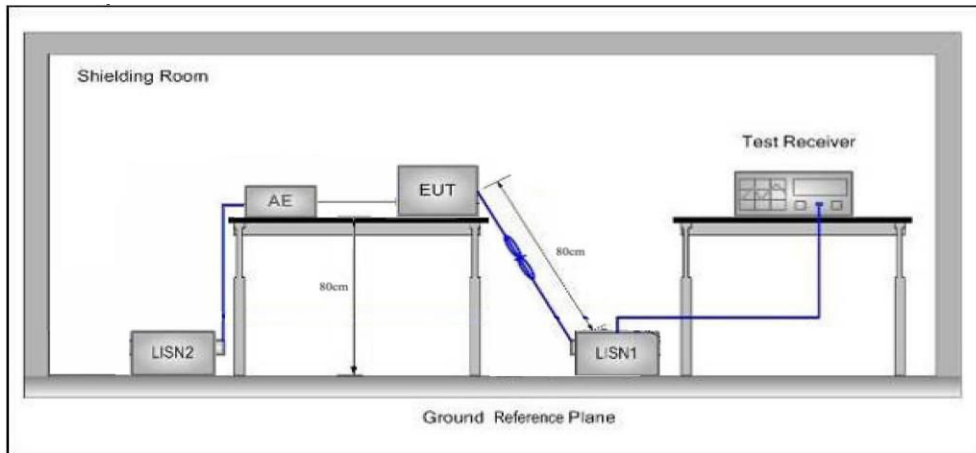 Shielding Room
Test Receiver
AE
EUT
80cm
80cm
LISN2
LISN1
Ground Reference Plane